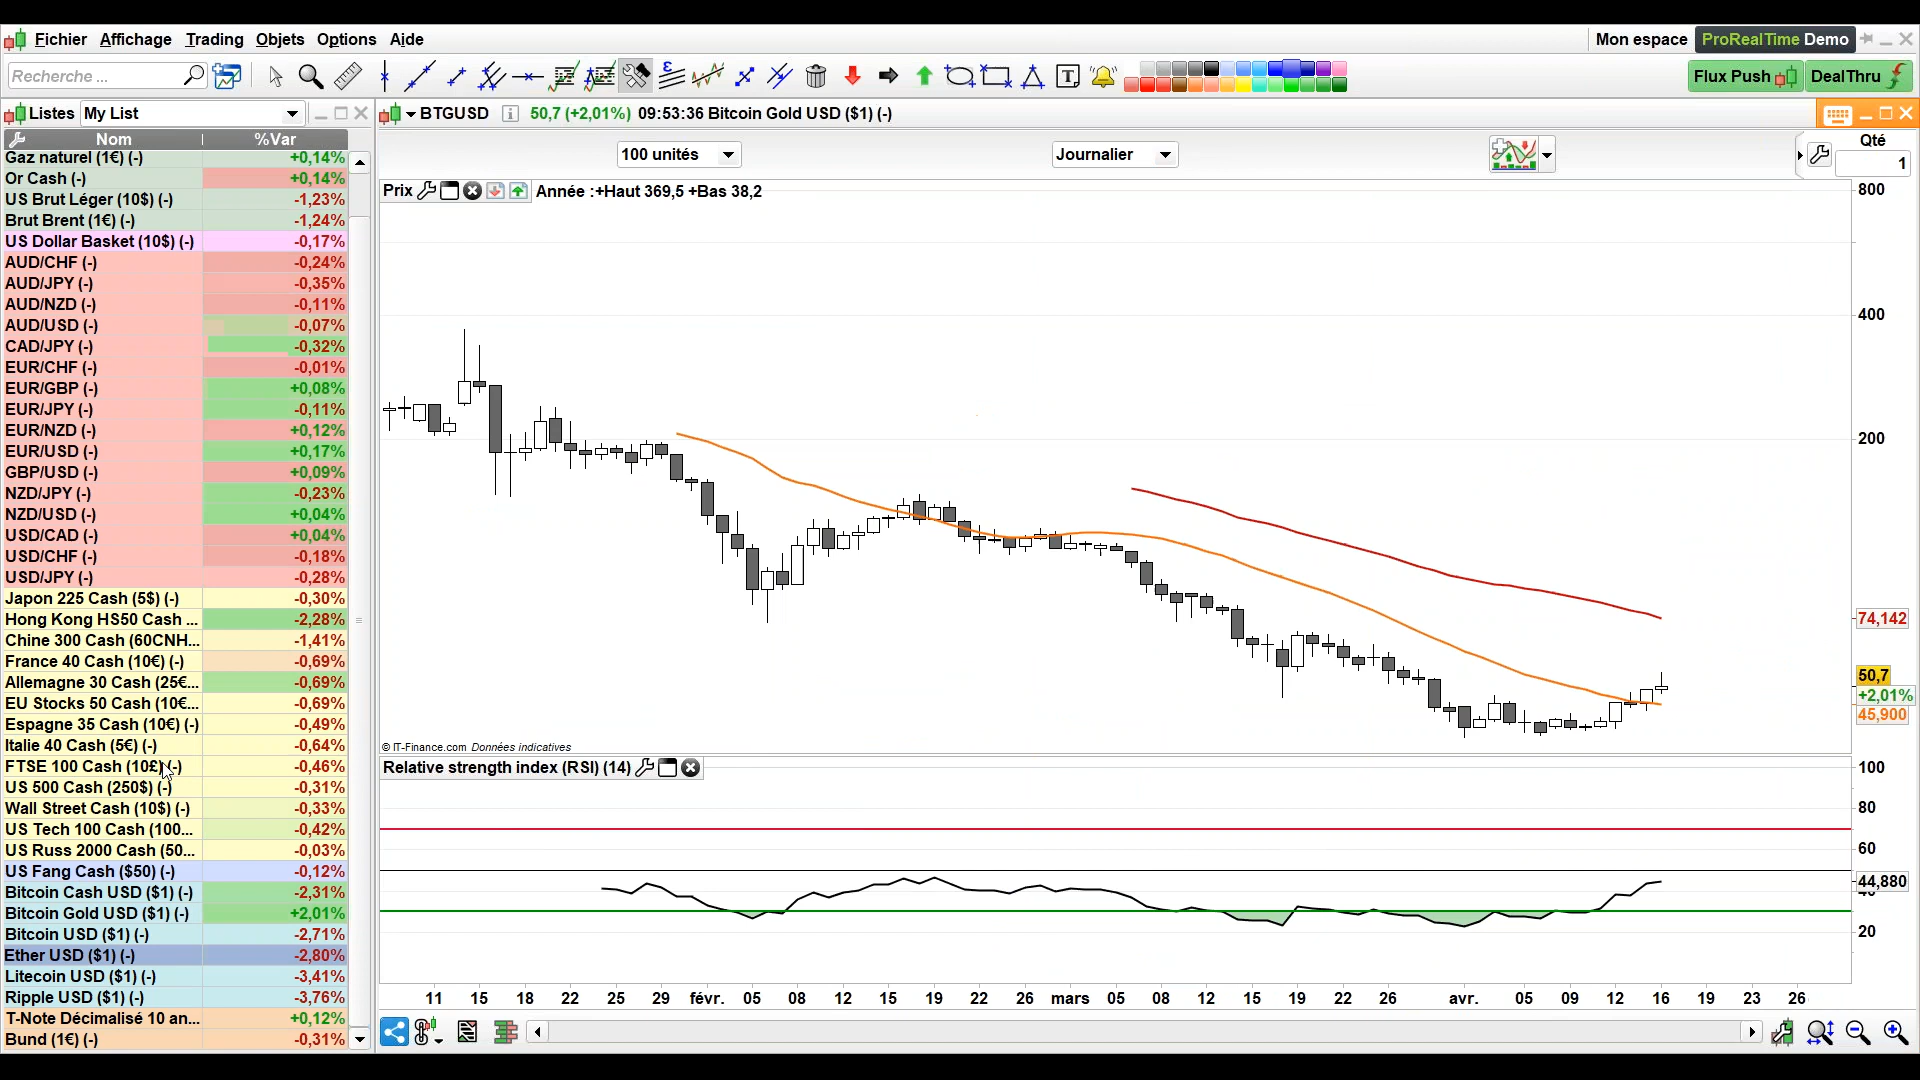 Fichier Affichage Trading Objets Options Aide Mon espace ProRealTime Demo
Recherche ... T Flux Push DealThru
Listes My List
BTGUSD i 50,7 (+2,01%) 09:53:36 Bitcoin Gold USD ($1) (-)
Nom %Var
100 unités Journalier Qté
1
Prix Année :+Haut 369,5 +Bas 38,2
Gaz naturel (1€) (-) +0,14%
Or Cash (-) +0,14%
US Brut Léger (10$) (-) -1,23%
Brut Brent (1€) (-) -1,24%
US Dollar Basket (10$) (-) -0,17%
AUD/CHF (-) -0,24%
AUD/JPY (-) -0,35%
AUD/NZD (-) -0,11%
AUD/USD (-) -0,07%
CAD/JPY (-) -0,32%
EUR/CHF (-) -0,01%
EUR/GBP (-) +0,08%
EUR/JPY (-) -0,11%
EUR/NZD (-) +0,12%
EUR/USD (-) +0,17%
GBP/USD (-) +0,09%
NZD/JPY (-) -0,23%
NZD/USD (-) +0,04%
USD/CAD (-) +0,04%
USD/CHF (-) -0,18%
USD/JPY (-) -0,28%
Japon 225 Cash (5$) (-) -0,30%
Hong Kong HS50 Cash ... -2,28%
Chine 300 Cash (60CNH... -1,41%
France 40 Cash (10€) (-) -0,69%
Allemagne 30 Cash (25€... -0,69%
EU Stocks 50 Cash (10€... -0,69%
Espagne 35 Cash (10€) (-) -0,49%
Italie 40 Cash (5€) (-) -0,64%
FTSE 100 Cash (10£) (-) -0,46%
US 500 Cash (250$) (-) -0,31%
Wall Street Cash (10$) (-) -0,33%
US Tech 100 Cash (100... -0,42%
US Russ 2000 Cash (50... -0,03%
US Fang Cash ($50) (-) -0,12%
Bitcoin Cash USD ($1) (-) -2,31%
Bitcoin Gold USD ($1) (-) +2,01%
Bitcoin USD ($1) (-) -2,71%
Ether USD ($1) (-) -2,80%
Litecoin USD ($1) (-) -3,41%
Ripple USD ($1) (-) -3,76%
T-Note Décimalisé 10 an... +0,12%
Bund (1€) (-) -0,31%
800
400
200
74,142
50,7
+2,01%
45,900
© IT-Finance.com Données indicatives
Relative strength index (RSI) (14)
100
80
60
44,880
20
11 15 18 22 25 29 févr. 05 08 12 15 19 22 26 mars 05 08 12 15 19 22 26 avr. 05 09 12 16 19 23 26